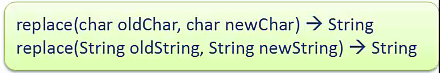 replace(char oldChar, char newChar) → String
replace(String oldString, String newString) → String